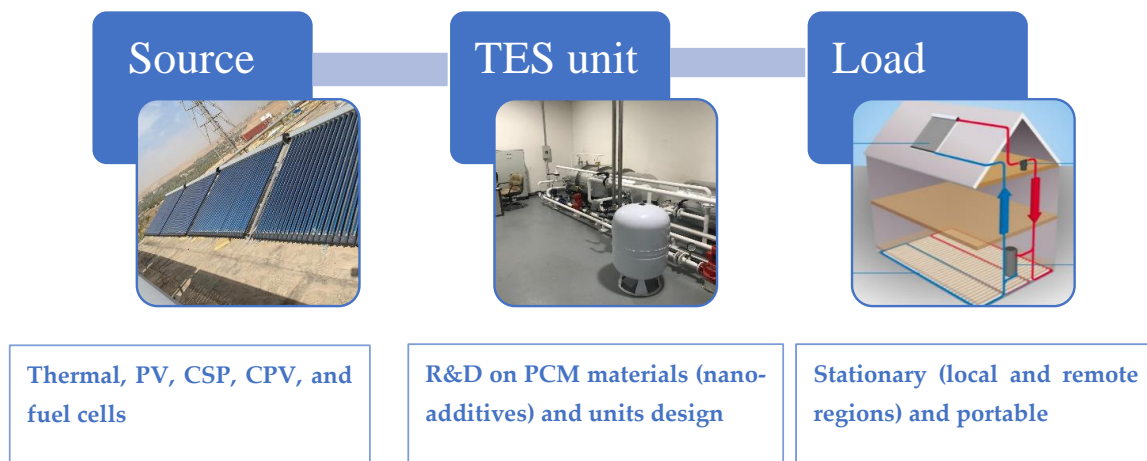 Source
TES unit
Load
Thermal, PV, CSP, CPV, and
fuel cells
R&D on PCM materials (nano-
additives) and units design
Stationary (local and remote
regions) and portable